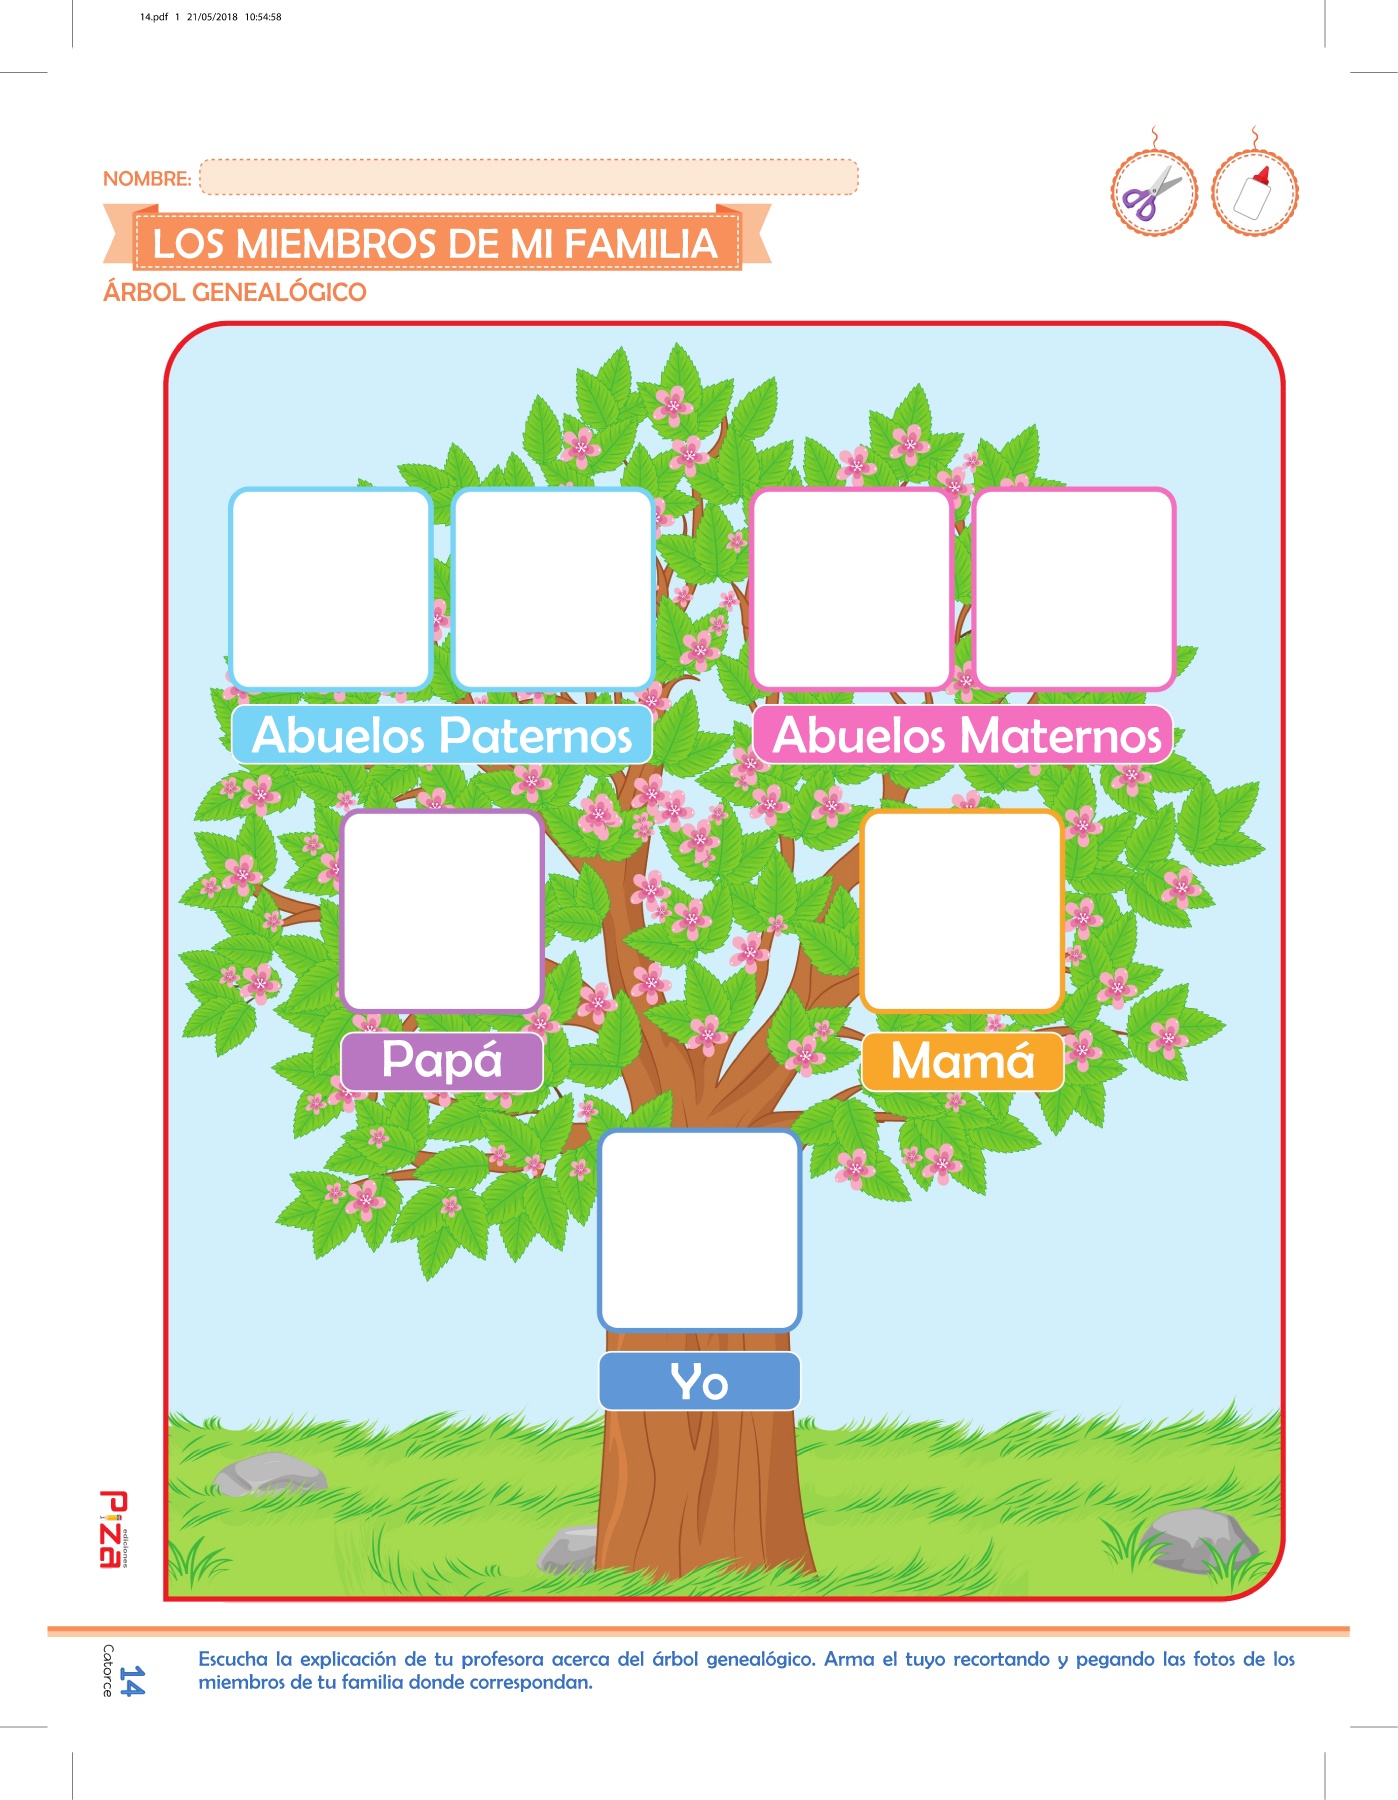 14.pdf 1 21/05/2018 10:54:58
NOMBRE:
LOS MIEMBROS DE MI FAMILIA
ÁRBOL GENEALÓGICO
Abuelos Paternos
Abuelos Maternos
Papá
Mamá
Yo
Piza
ediciones
14
Catorce
Escucha la explicación de tu profesora acerca del árbol genealógico. Arma el tuyo recortando y pegando las fotos de los
miembros de tu familia donde correspondan.